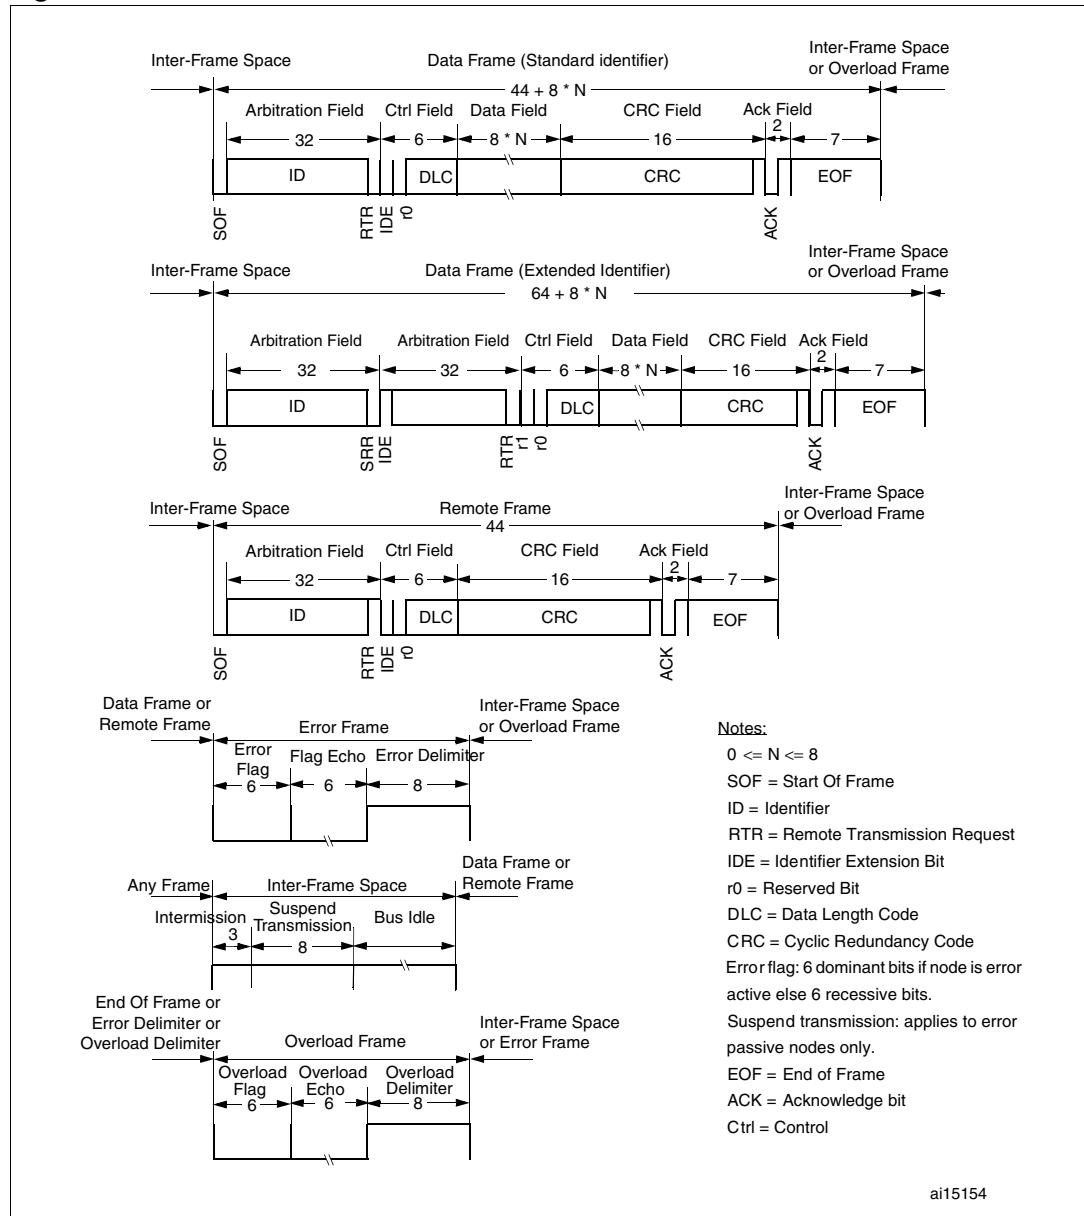 Inter-Frame Space
Data Frame (Standard identifier)
Inter-Frame Space
or Overload Frame
44 + 8 * N
Arbitration Field
Ctrl Field
Data Field
CRC Field
Ack Field
32
6
8 * N
16
2
7
ID
DLC
CRC
EOF
SOF
RTR
IDE
r0
ACK
Inter-Frame Space
Data Frame (Extended Identifier)
Inter-Frame Space
or Overload Frame
64 + 8 * N
Arbitration Field
Arbitration Field
Ctrl Field
Data Field
CRC Field
Ack Field
32
32
6
8 * N
16
2
7
ID
DLC
CRC
EOF
SOF
SRR
IDE
RTR
r1
r0
ACK
Inter-Frame Space
Remote Frame
Inter-Frame Space
or Overload Frame
44
Arbitration Field
Ctrl Field
CRC Field
Ack Field
32
6
16
2
7
ID
DLC
CRC
EOF
SOF
RTR
IDE
r0
ACK
Data Frame or
Remote Frame
Error Frame
Inter-Frame Space
or Overload Frame
Error
Flag
Flag Echo
Error Delimiter
6
6
8
Any Frame
Inter-Frame Space
Data Frame or
Remote Frame
Intermission
Suspend
Transmission
Bus Idle
3
8
End Of Frame or
Error Delimiter or
Overload Delimiter
Overload Frame
Inter-Frame Space
or Error Frame
Overload
Flag
Overload
Echo
Overload
Delimiter
6
6
8
Notes:
0 <= N <= 8
SOF = Start Of Frame
ID = Identifier
RTR = Remote Transmission Request
IDE = Identifier Extension Bit
r0 = Reserved Bit
DLC = Data Length Code
CRC = Cyclic Redundancy Code
Error flag: 6 dominant bits if node is error
active else 6 recessive bits.
Suspend transmission: applies to error
passive nodes only.
EOF = End of Frame
ACK = Acknowledge bit
Ctrl = Control
ai15154